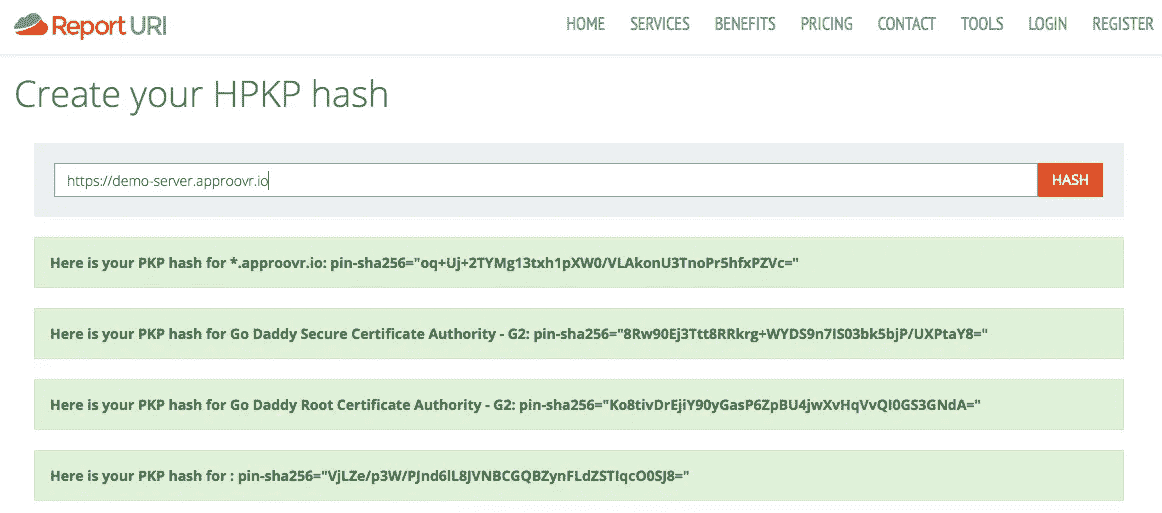 Report URI
HOME SERVICES BENEFITS PRICING CONTACT TOOLS LOGIN REGISTER
Create your HPKP hash
https://demo-server.approovr.io
HASH
Here is your PKP hash for *.approovr.io: pin-sha256="oq+Uj+2TYMg13txh1pXW0/VLAkonU3TnoPr5hfxPZVc="
Here is your PKP hash for Go Daddy Secure Certificate Authority - G2: pin-sha256="8Rw90Ej3Ttt8RRkrg+WYDS9n7IS03bk5bjP/UXPtaY8="
Here is your PKP hash for Go Daddy Root Certificate Authority - G2: pin-sha256="Ko8tivDrEjiY90yGasP6ZpBU4jwXvHqVvQI0GS3GNdA="
Here is your PKP hash for : pin-sha256="VjLZe/p3W/PJnd6lL8JVNBCGQBZynFLdZSTIqcO0SJ8="